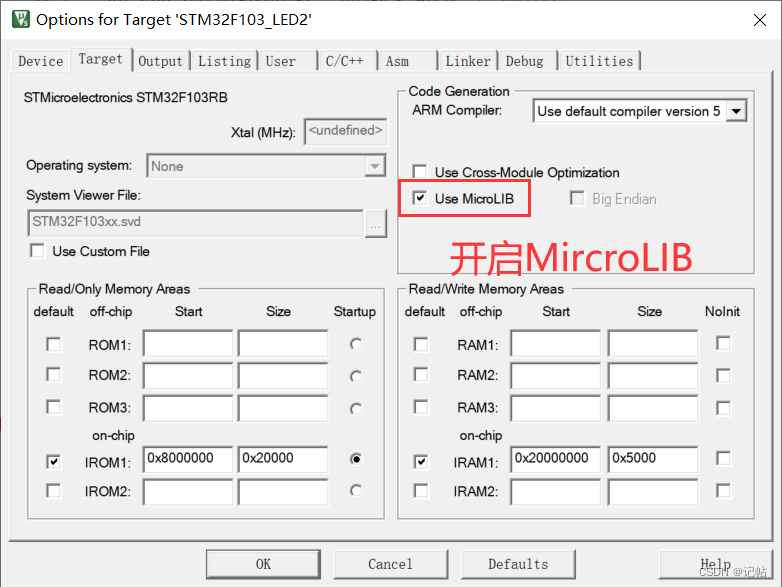 Options for Target 'STM32F103_LED2'
Device Target Output Listing User C/C++ Asm Linker Debug Utilities
STMicroelectronics STM32F103RB
Xtal (MHz): <undefined>
Operating system: None
System Viewer File:
STM32F103xx.svd
...
Use Custom File
Code Generation
ARM Compiler: Use default compiler version 5
Use Cross-Module Optimization
Use MicroLIB Big Endian
开启MircroLIB
Read/Only Memory Areas
default off-chip Start Size Startup
ROM1:
ROM2:
ROM3:
on-chip
IROM1: 0x8000000 0x20000
IROM2:
Read/Write Memory Areas
default off-chip Start Size NoInit
RAM1:
RAM2:
RAM3:
on-chip
IRAM1: 0x20000000 0x5000
IRAM2:
OK Cancel Defaults Help
CSDN @记帖